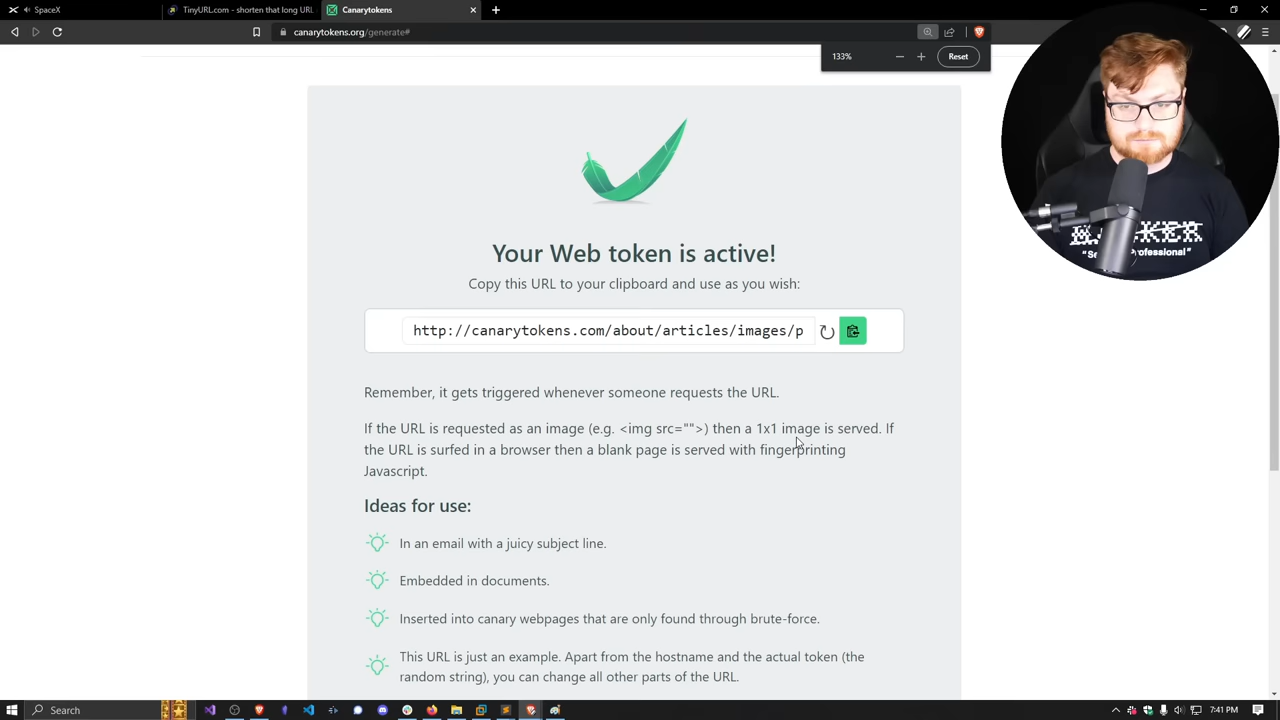 SpaceX
TinyURL.com - shorten that long URL
Canarytokens
canarytokens.org/generate#
133%
Reset
Your Web token is active!
Copy this URL to your clipboard and use as you wish:
http://canarytokens.com/about/articles/images/p
Remember, it gets triggered whenever someone requests the URL.
If the URL is requested as an image (e.g. <img src="">) then a 1x1 image is served. If
the URL is surfed in a browser then a blank page is served with fingerprinting
Javascript.
Ideas for use:
In an email with a juicy subject line.
Embedded in documents.
Inserted into canary webpages that are only found through brute-force.
This URL is just an example. Apart from the hostname and the actual token (the
random string), you can change all other parts of the URL.
Search
7:41 PM